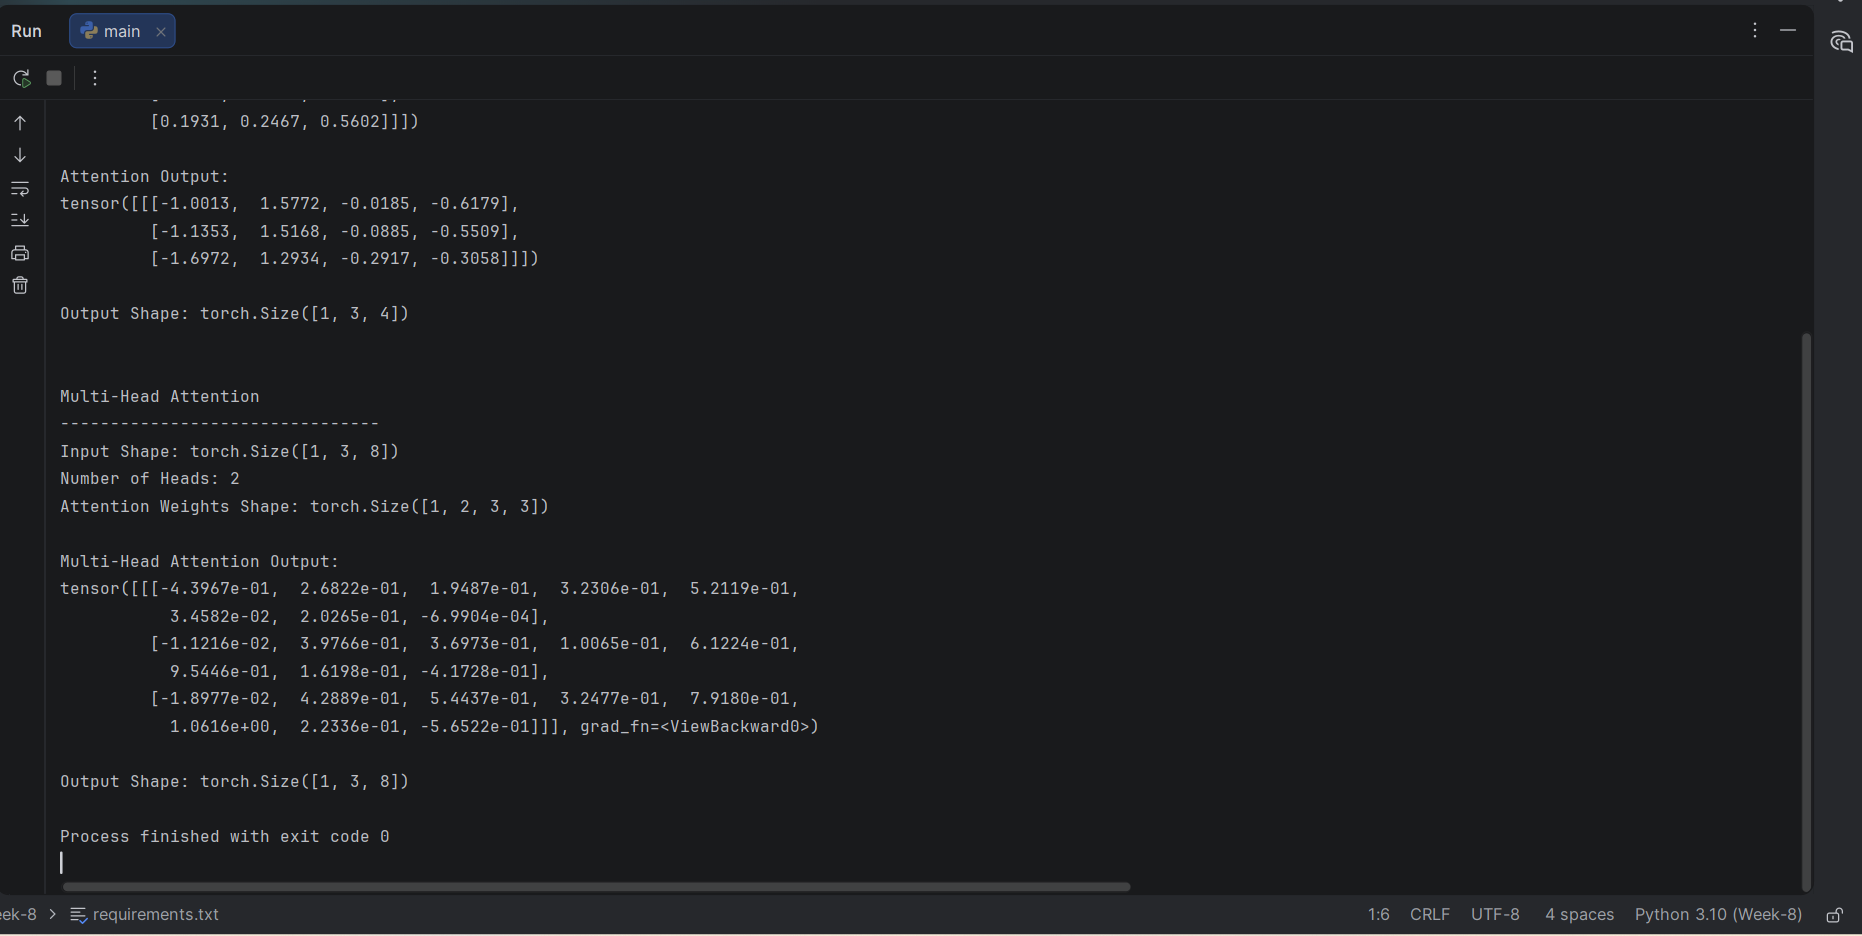 Run main
[0.1931, 0.2467, 0.5602]]])
Attention Output:
tensor([[[-1.0013,  1.5772, -0.0185, -0.6179],
[-1.1353,  1.5168, -0.0885, -0.5509],
[-1.6972,  1.2934, -0.2917, -0.3058]]])
Output Shape: torch.Size([1, 3, 4])
Multi-Head Attention
--------------------------------
Input Shape: torch.Size([1, 3, 8])
Number of Heads: 2
Attention Weights Shape: torch.Size([1, 2, 3, 3])
Multi-Head Attention Output:
tensor([[[-4.3967e-01,  2.6822e-01,  1.9487e-01,  3.2306e-01,  5.2119e-01,
3.4582e-02,  2.0265e-01, -6.9904e-04],
[-1.1216e-02,  3.9766e-01,  3.6973e-01,  1.0065e-01,  6.1224e-01,
9.5446e-01,  1.6198e-01, -4.1728e-01],
[-1.8977e-02,  4.2889e-01,  5.4437e-01,  3.2477e-01,  7.9180e-01,
1.0616e+00,  2.2336e-01, -5.6522e-01]]], grad_fn=<ViewBackward0>)
Output Shape: torch.Size([1, 3, 8])
Process finished with exit code 0
ek-8 > requirements.txt 1:6 CRLF UTF-8 4 spaces Python 3.10 (Week-8)